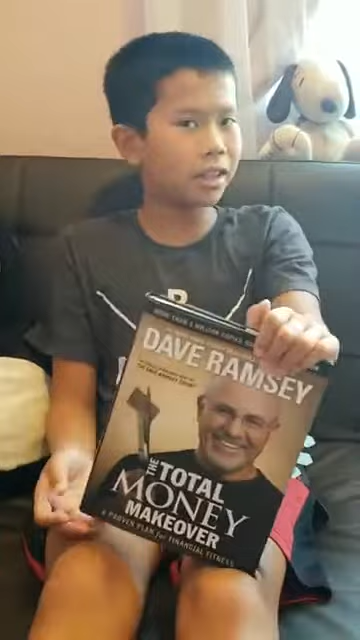 DAVE RAMSEY
THE
TOTAL
MONEY
MAKEOVER
A PROVEN PLAN for FINANCIAL FITNESS